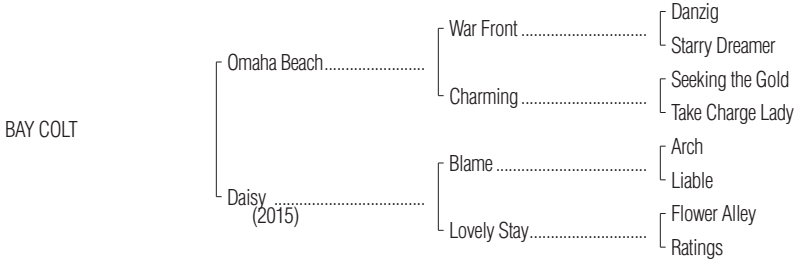 Danzig
War Front
Starry Dreamer
Omaha Beach
Seeking the Gold
Charming
Take Charge Lady
BAY COLT
Arch
Blame
Liable
Daisy
(2015)
Flower Alley
Lovely Stay
Ratings